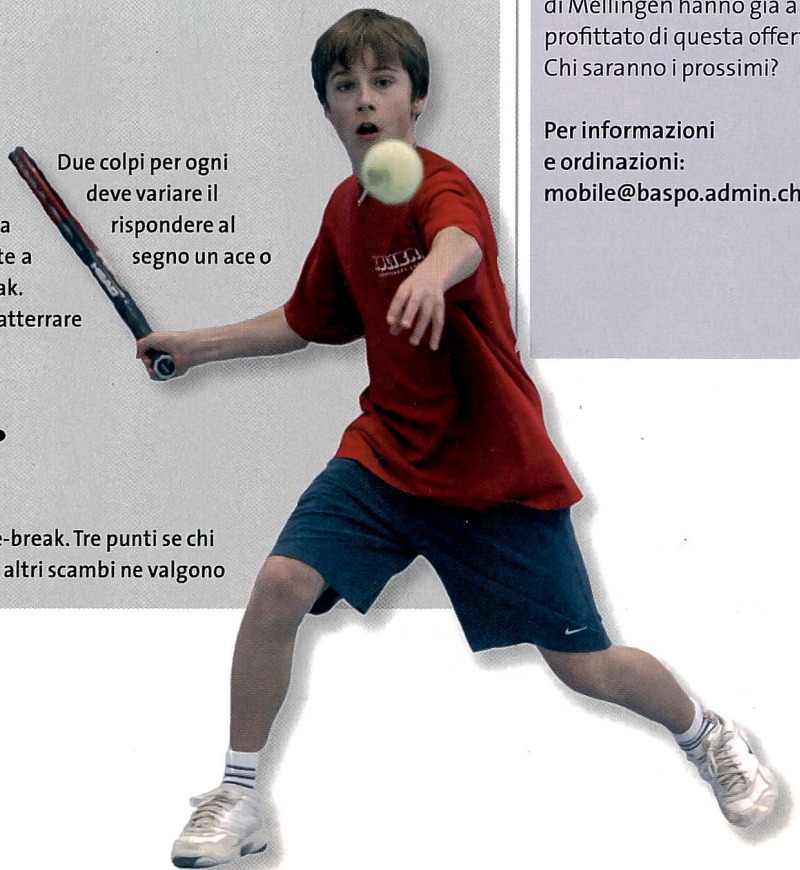 Due colpi per ogni
deve variare il
rispondere al
a
segno un ace o
te a
ak.
atterrare
e-break. Tre punti se chi
altri scambi ne valgono
di Mellingen hanno già a
profittato di questa offer
Chi saranno i prossimi?
Per informazioni
e ordinazioni:
mobile@baspo.admin.ch
HEAD